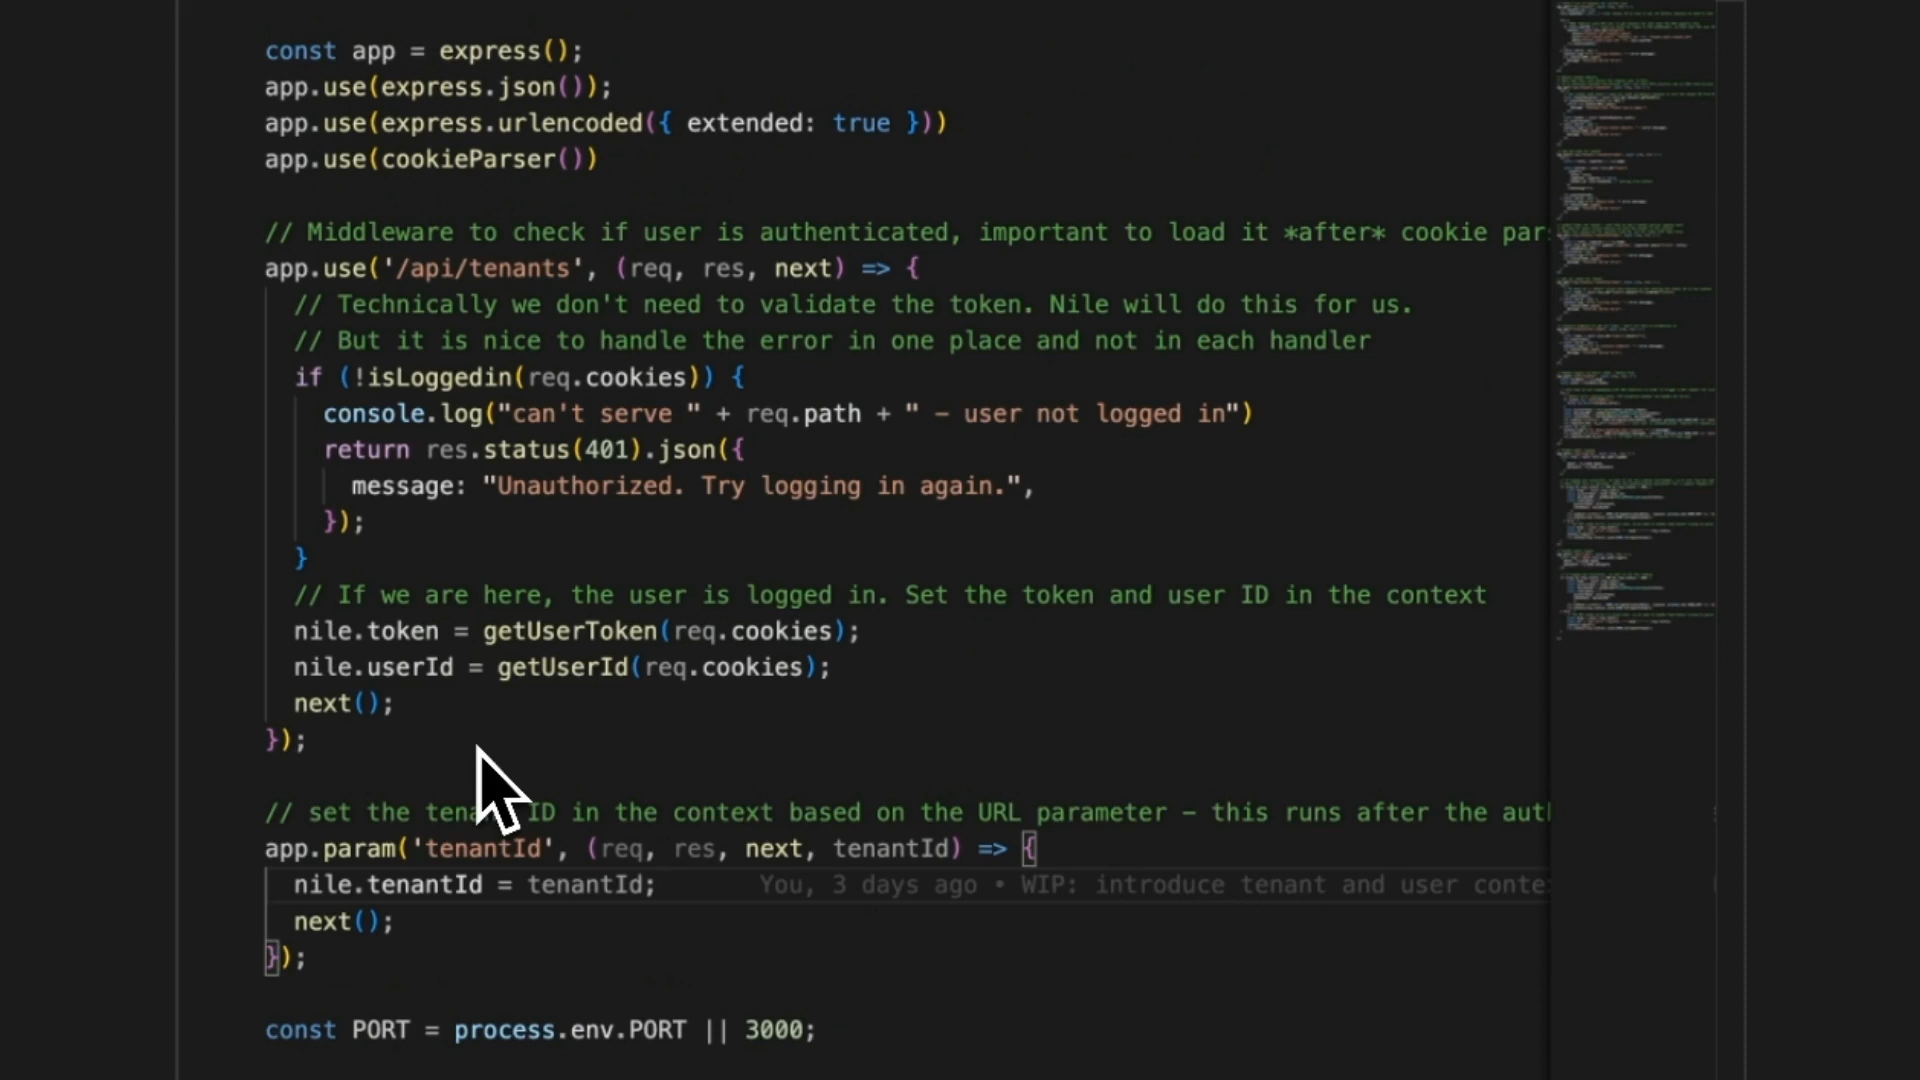 const app = express();
app.use(express.json());
app.use(express.urlencoded({ extended: true }))
app.use(cookieParser())
// Middleware to check if user is authenticated, important to load it *after* cookie par
app.use('/api/tenants', (req, res, next) => {
// Technically we don't need to validate the token. Nile will do this for us.
// But it is nice to handle the error in one place and not in each handler
if (!isLoggedin(req.cookies)) {
console.log("can't serve " + req.path + " – user not logged in")
return res.status(401).json({
message: "Unauthorized. Try logging in again.",
});
}
// If we are here, the user is logged in. Set the token and user ID in the context
nile.token = getUserToken(req.cookies);
nile.userId = getUserId(req.cookies);
next();
});
// set the tena ID in the context based on the URL parameter – this runs after the aut
app.param('tenantId', (req, res, next, tenantId) => {
nile.tenantId = tenantId; You, 3 days ago • WIP: introduce tenant and user conte
next();
});
const PORT = process.env.PORT || 3000;